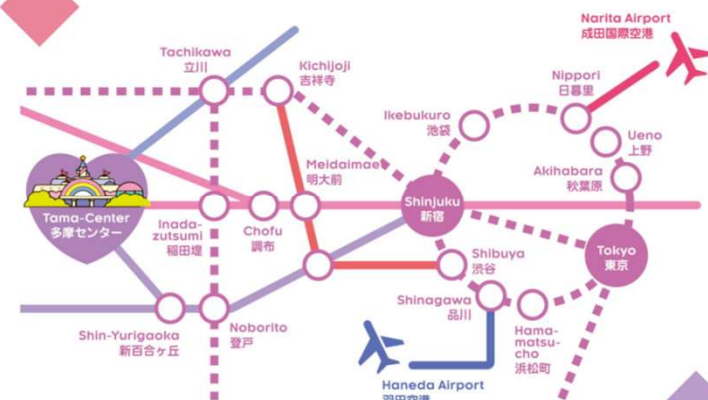 Narita Airport
成田国際空港
Tachikawa
立川
Kichijoji
吉祥寺
Nippori
日暮里
Ikebukuro
池袋
Ueno
上野
Akihabara
秋葉原
Meidaimae
明大前
Shinjuku
新宿
Tama-Center
多摩センター
Inada-
zutsumi
稲田堤
Chofu
調布
Tokyo
東京
Shibuya
渋谷
Shinagawa
品川
Shin-Yurigaoka
新百合ヶ丘
Noborito
登戸
Hama-
matsu-
cho
浜松町
Haneda Airport
羽田空港